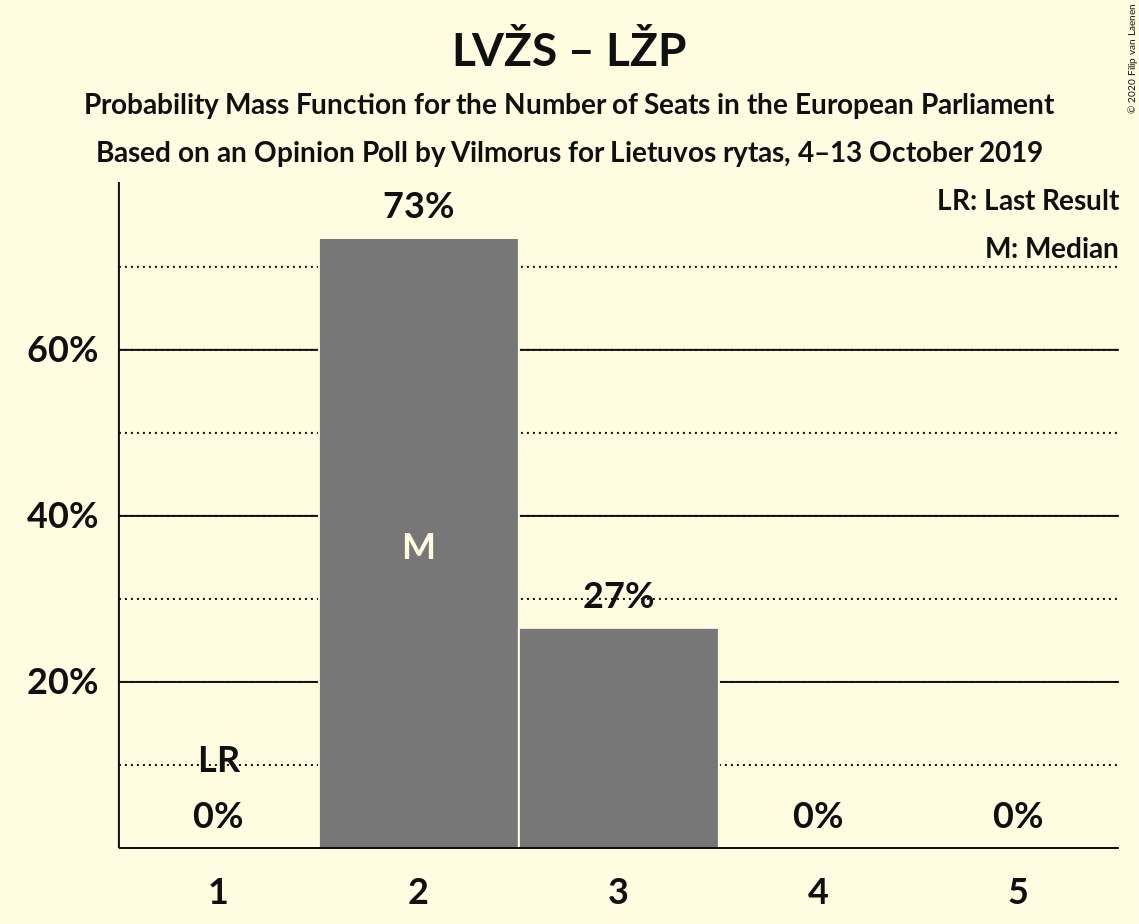 LVŽS – LŽP
Probability Mass Function for the Number of Seats in the European Parliament
Based on an Opinion Poll by Vilmorus for Lietuvos rytas, 4–13 October 2019
© 2020 Filip van Laenen
LR: Last Result
M: Median
73%
60%
40%
M
27%
20%
LR
0%
0%
0%
1
2
3
4
5